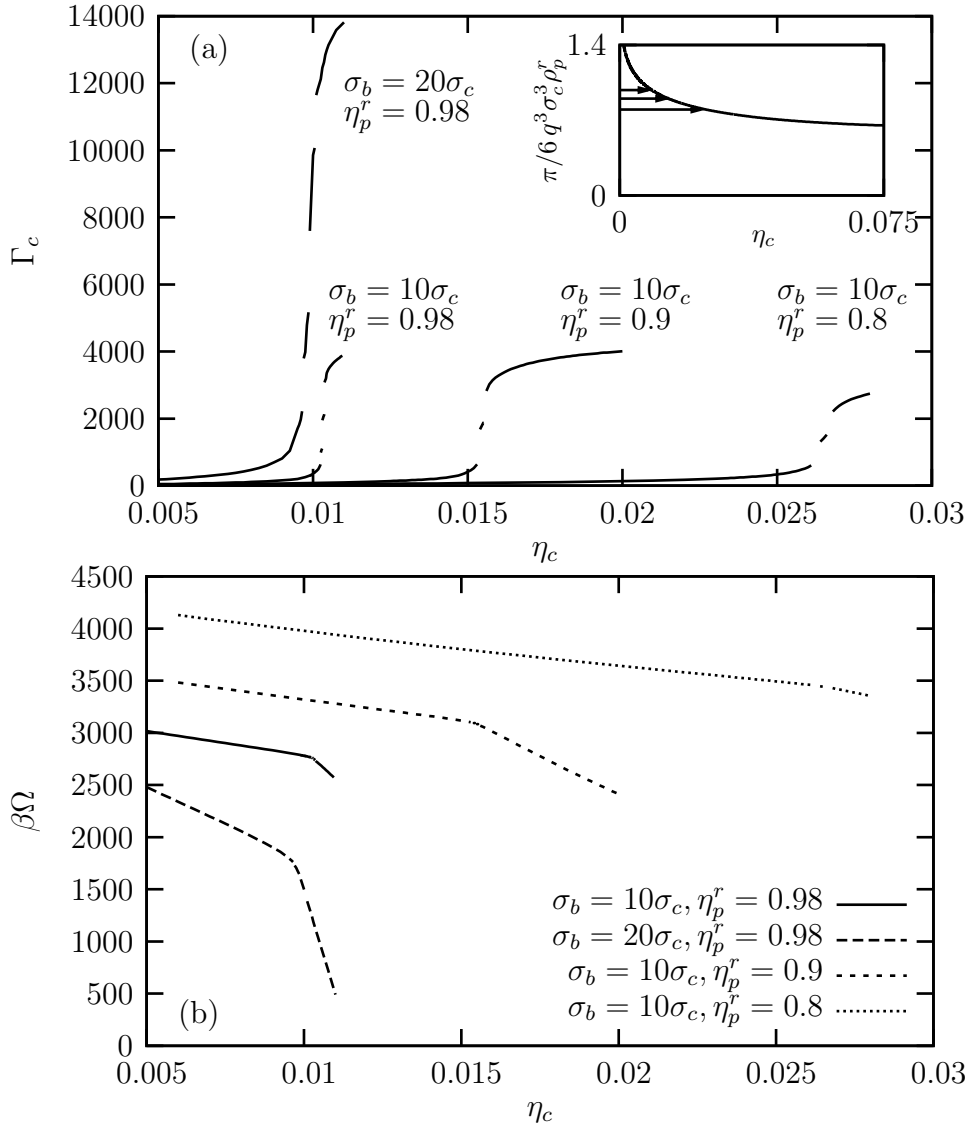 14000
12000
10000
8000
6000
4000
2000
0
Γ_c
(a)
σ_b = 20σ_c
η_p^r = 0.98
1.4
0
π/6 q^3 σ_c^3 ρ_p^r
0
0.075
η_c
σ_b = 10σ_c
η_p^r = 0.98
σ_b = 10σ_c
η_p^r = 0.9
σ_b = 10σ_c
η_p^r = 0.8
0.005
0.01
0.015
0.02
0.025
0.03
η_c
4500
4000
3500
3000
2500
2000
1500
1000
500
0
βΩ
σ_b = 10σ_c, η_p^r = 0.98
σ_b = 20σ_c, η_p^r = 0.98
σ_b = 10σ_c, η_p^r = 0.9
σ_b = 10σ_c, η_p^r = 0.8
(b)
0.005
0.01
0.015
0.02
0.025
0.03
η_c